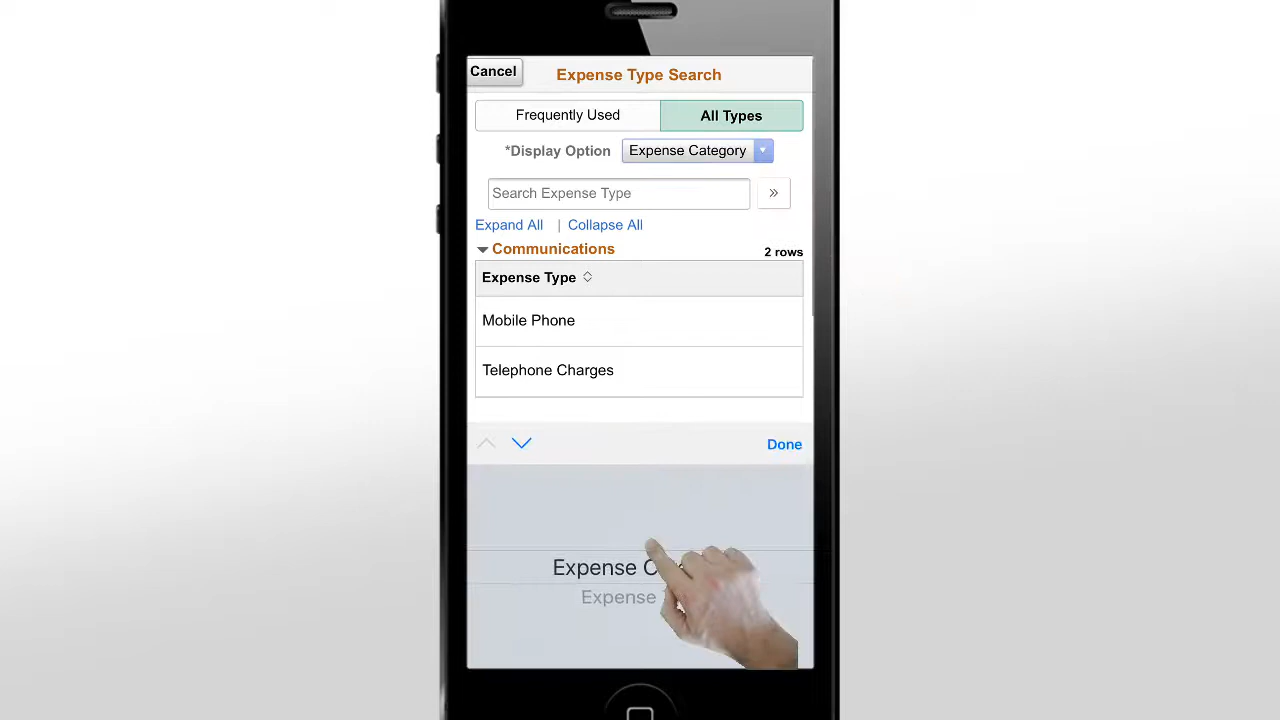 Cancel
Expense Type Search
Frequently Used
All Types
*Display Option
Expense Category
Search Expense Type
»
Expand All | Collapse All
Communications
2 rows
Expense Type
Mobile Phone
Telephone Charges
Done
Expense C
Expense